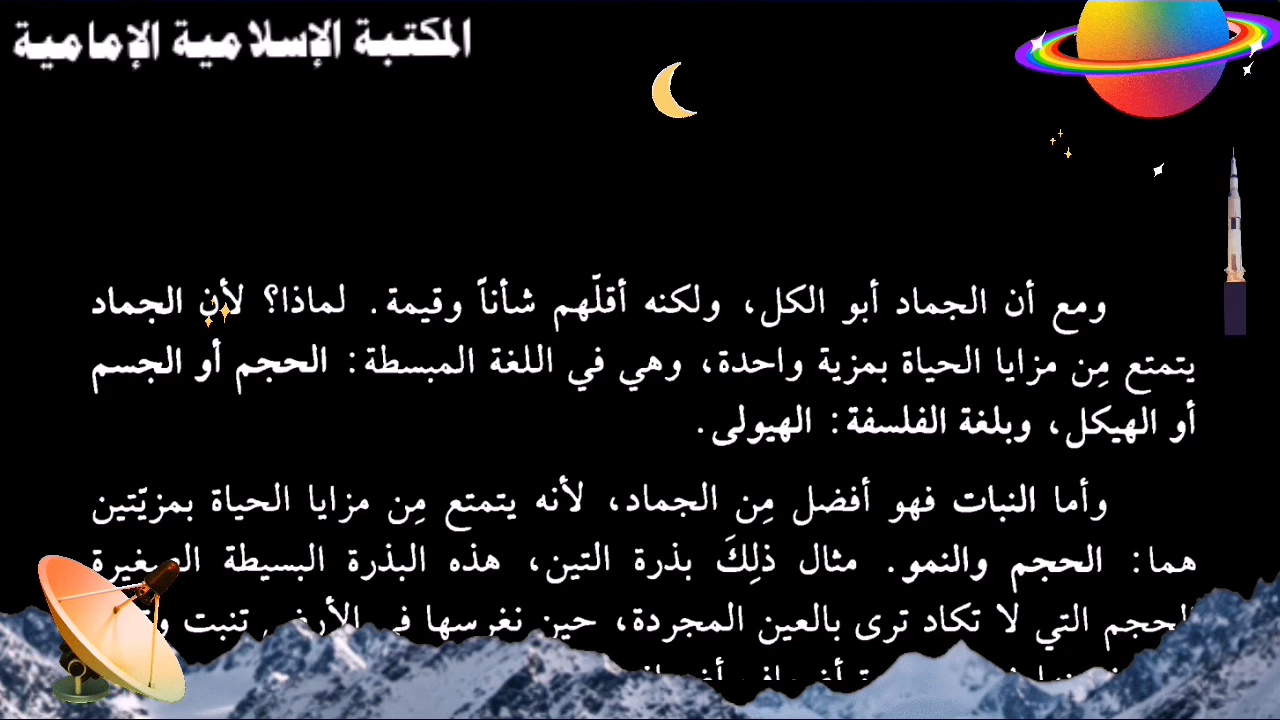 المكتبة الإسلامية الإمامية
ومع أن الجماد أبو الكل، ولكنه أقلّهم شأناً وقيمة. لماذا؟ لأن الجماد
يتمتع مِن مزايا الحياة بمزية واحدة، وهي في اللغة المبسطة: الحجم أو الجسم
أو الهيكل، وبلغة الفلسفة: الهيولى.
وأما النبات فهو أفضل مِن الجماد، لأنه يتمتع مِن مزايا الحياة بمزيّتين
هما: الحجم والنمو. مثال ذلِكَ بذرة التين، هذه البذرة البسيطة الصغيرة
الحجم التي لا تكاد ترى بالعين المجردة، حين نغرسها في الأرض تنبت